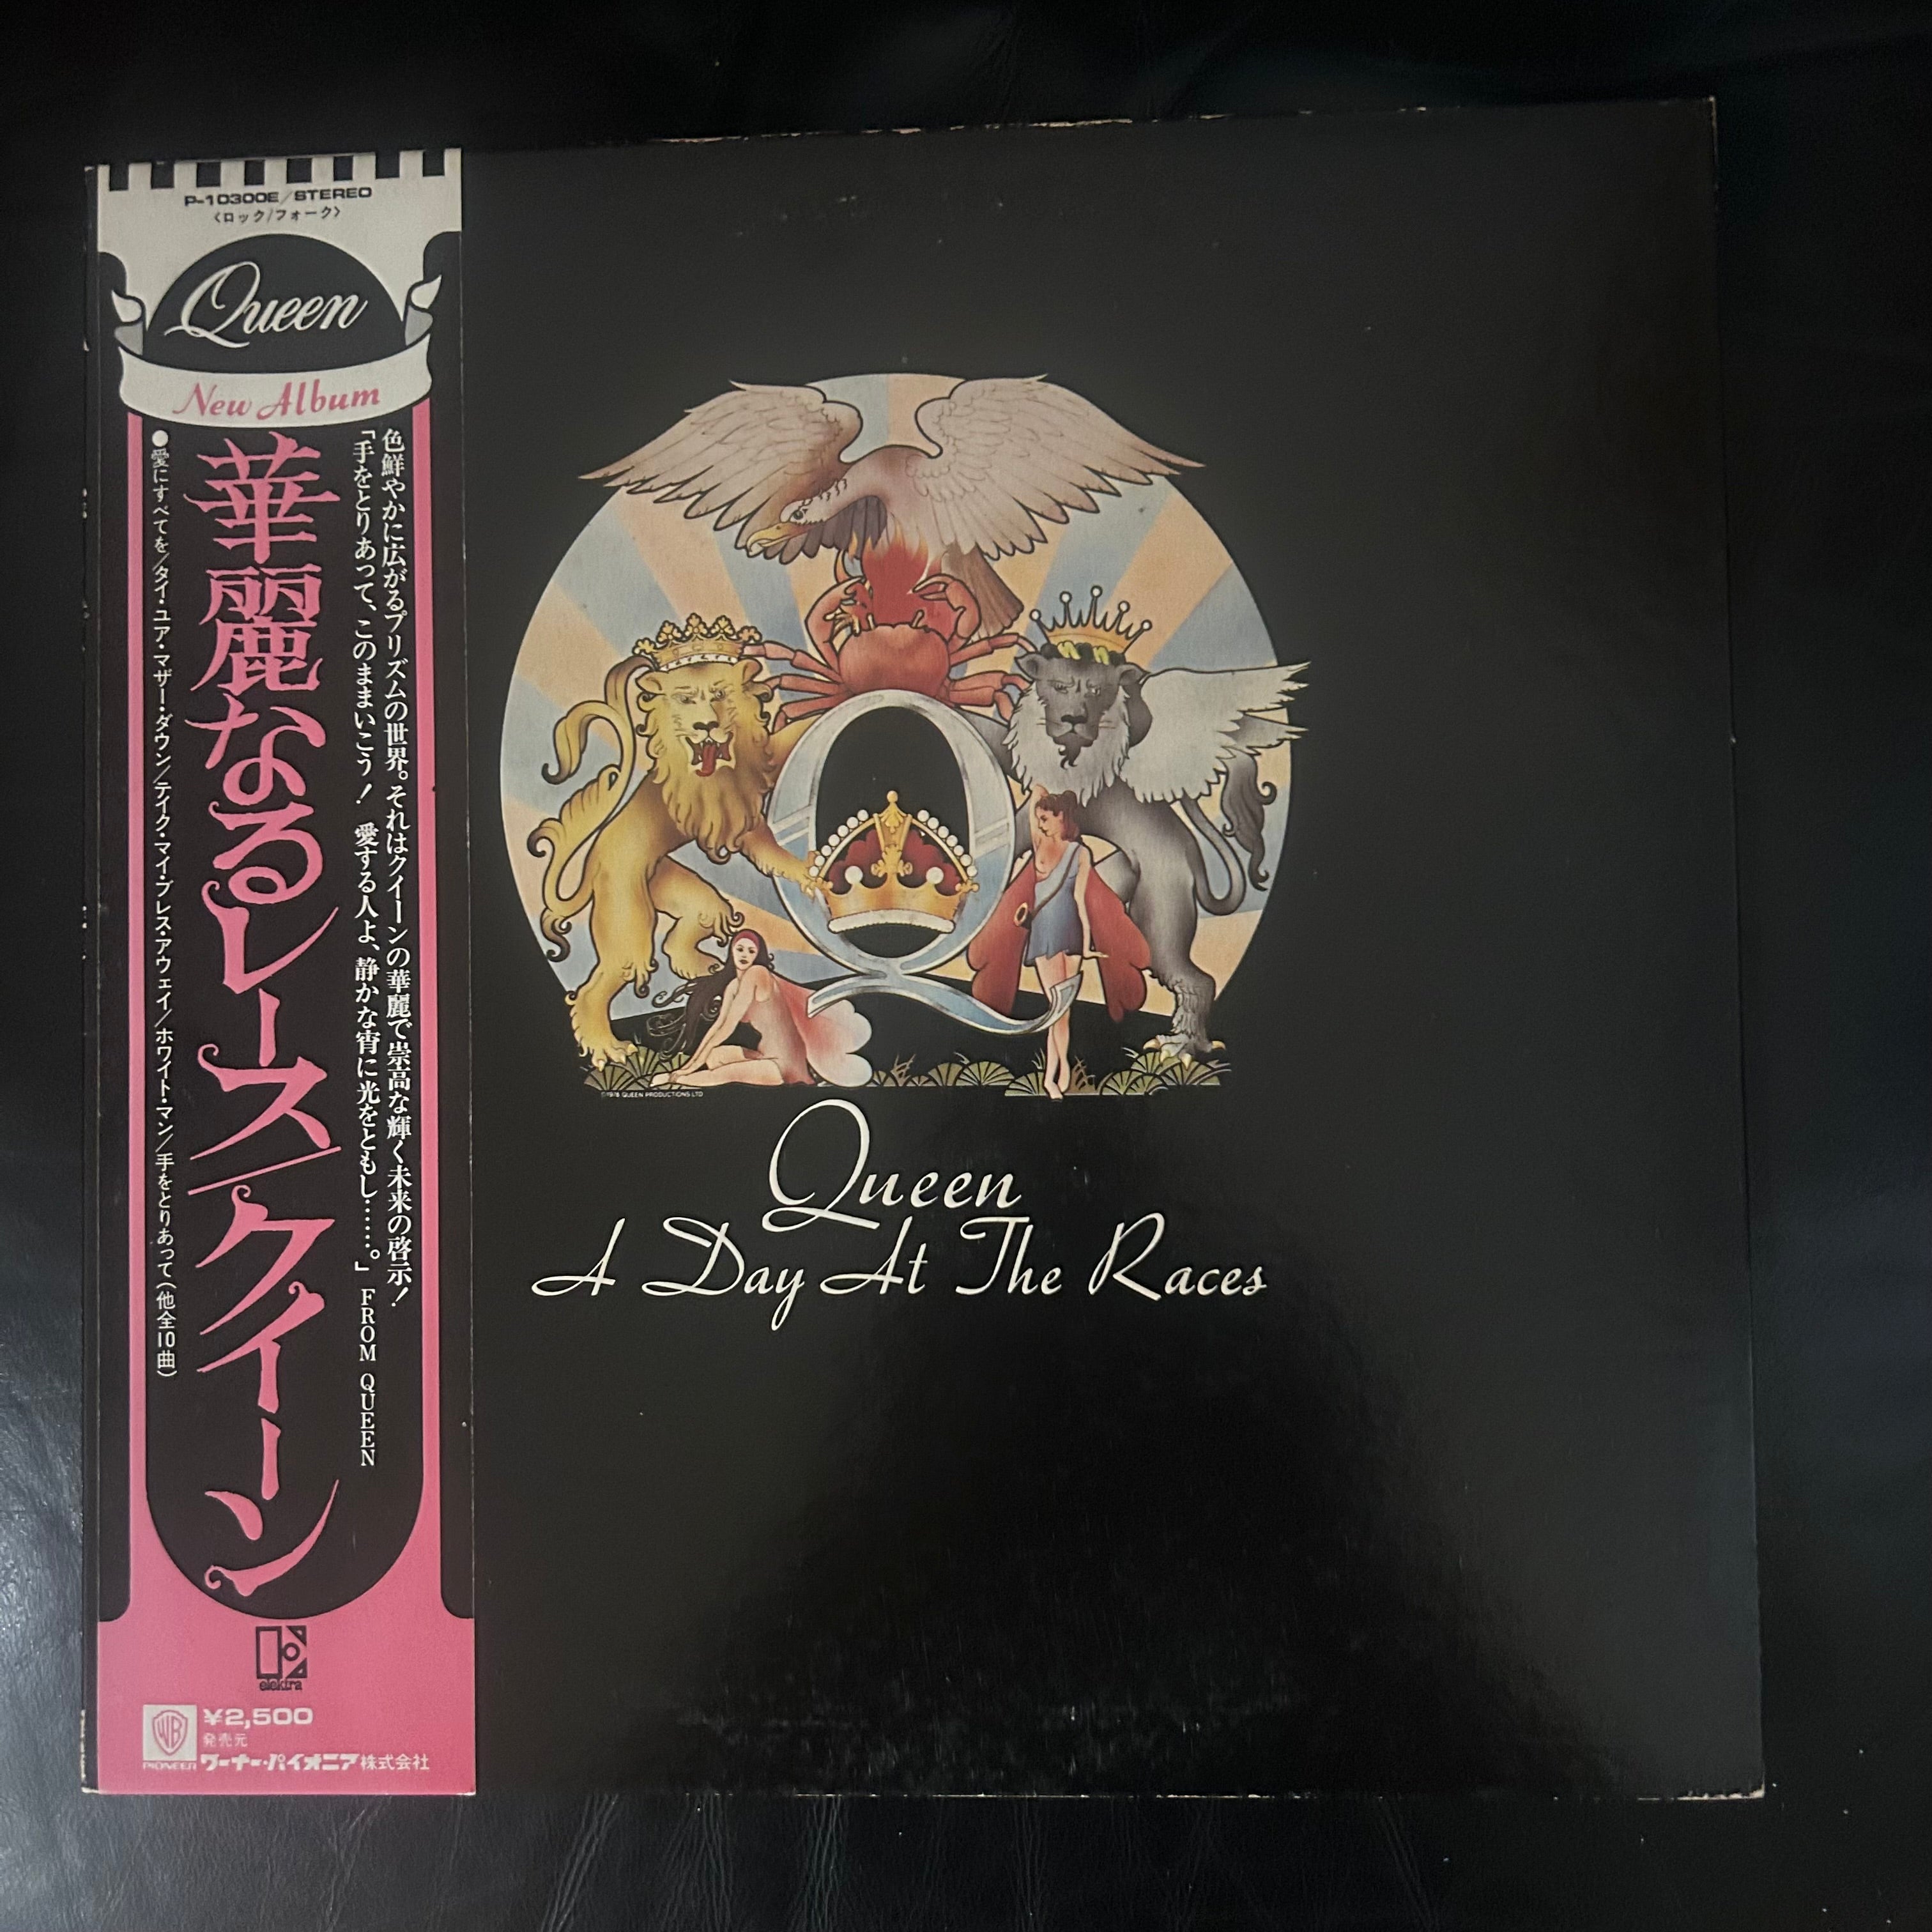 P-10300E/STEREO
〈ロック/フォーク〉
Queen
New Album
色鮮やかに広がるプリズムの世界。それはクイーンの華麗で崇高な輝く未来の啓示!
「手をとりあって、このままいこう! 愛する人よ、静かな宵に光をともし……。」 FROM QUEEN
華麗なるレース/クイーン
●愛にすべてを/タイ・ユア・マザー・ダウン/テイク・マイ・ブレス・アウェイ/ホワイト・マン/手をとりあって(他全10曲)
elektra
¥2,500
発売元
WB
PIONEER
ワーナー・パイオニア株式会社
©1976 QUEEN PRODUCTIONS LTD
Queen
A Day At The Races